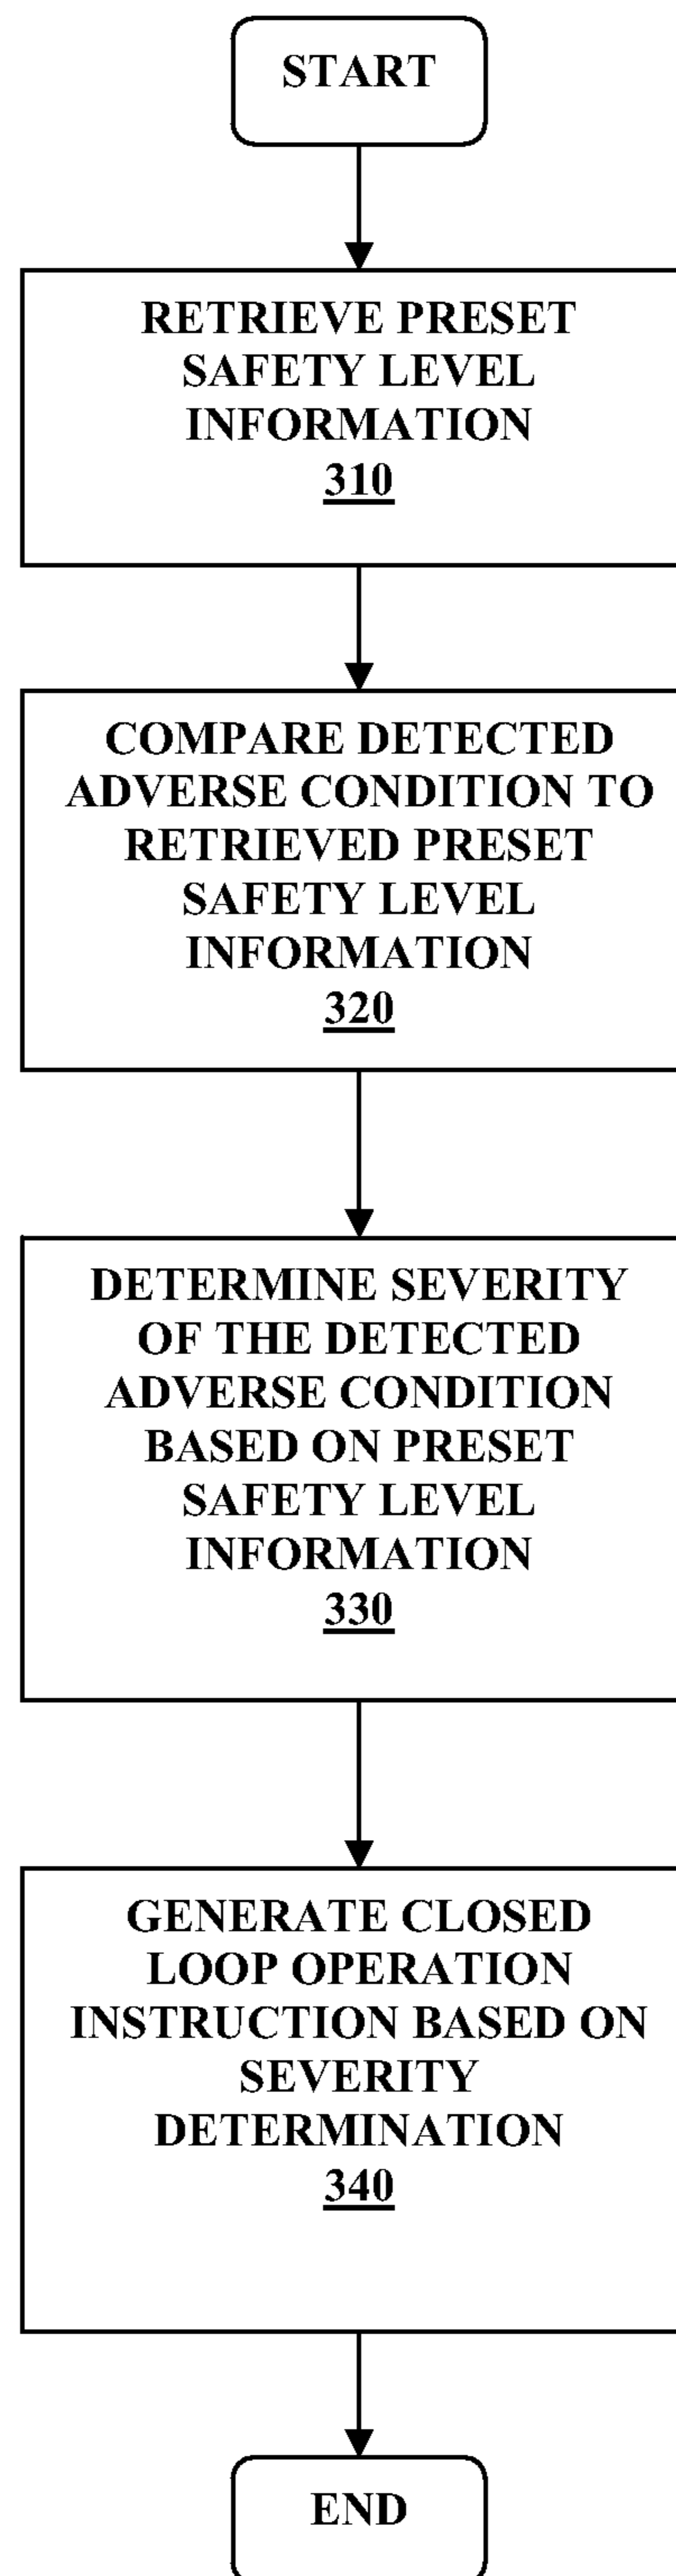 START
RETRIEVE PRESET
SAFETY LEVEL
INFORMATION
310
COMPARE DETECTED
ADVERSE CONDITION TO
RETRIEVED PRESET
SAFETY LEVEL
INFORMATION
320
DETERMINE SEVERITY
OF THE DETECTED
ADVERSE CONDITION
BASED ON PRESET
SAFETY LEVEL
INFORMATION
330
GENERATE CLOSED
LOOP OPERATION
INSTRUCTION BASED ON
SEVERITY
DETERMINATION
340
END